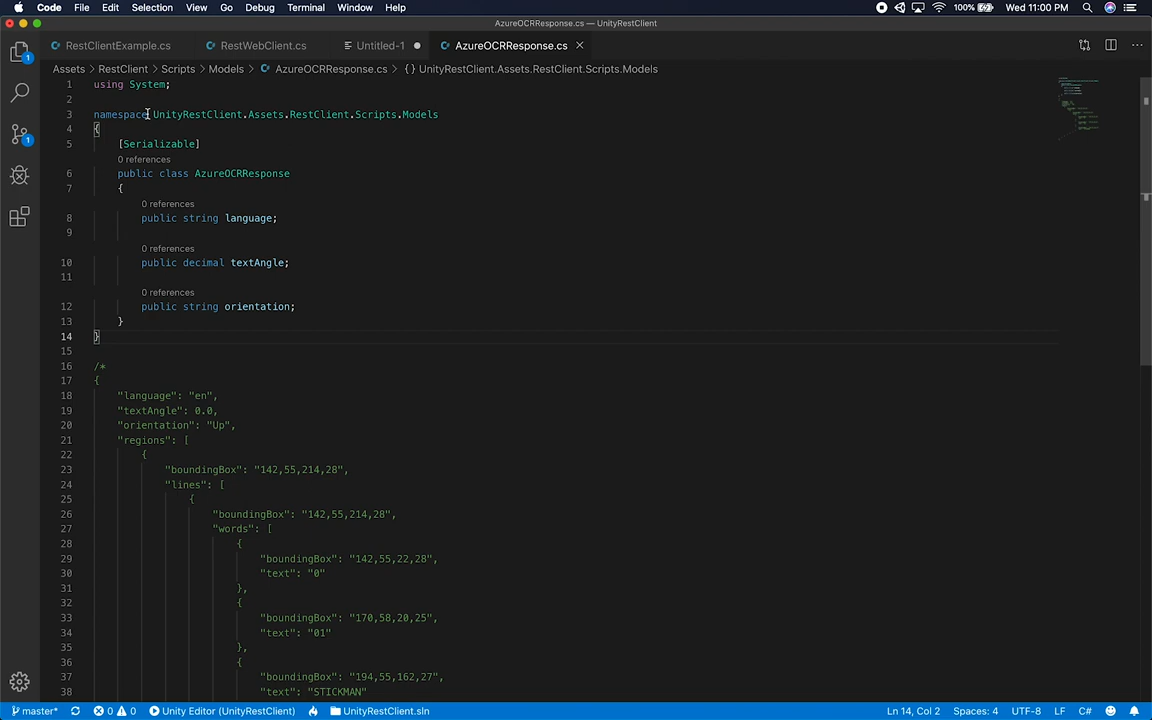 Code File Edit Selection View Go Debug Terminal Window Help 100% Wed 11:00 PM
AzureOCRResponse.cs — UnityRestClient
RestClientExample.cs RestWebClient.cs Untitled-1 AzureOCRResponse.cs
Assets > RestClient > Scripts > Models > AzureOCRResponse.cs > {} UnityRestClient.Assets.RestClient.Scripts.Models
1 using System;
2
3 namespace UnityRestClient.Assets.RestClient.Scripts.Models
4 {
5 [Serializable]
0 references
6 public class AzureOCRResponse
7 {
0 references
8 public string language;
9
0 references
10 public decimal textAngle;
11
0 references
12 public string orientation;
13 }
14 }
15
16 /*
17 {
18 "language": "en",
19 "textAngle": 0.0,
20 "orientation": "Up",
21 "regions": [
22 {
23 "boundingBox": "142,55,214,28",
24 "lines": [
25 {
26 "boundingBox": "142,55,214,28",
27 "words": [
28 {
29 "boundingBox": "142,55,22,28",
30 "text": "0"
31 },
32 {
33 "boundingBox": "170,58,20,25",
34 "text": "01"
35 },
36 {
37 "boundingBox": "194,55,162,27",
38 "text": "STICKMAN"
master* 0 0 Unity Editor (UnityRestClient) UnityRestClient.sln Ln 14, Col 2 Spaces: 4 UTF-8 LF C#